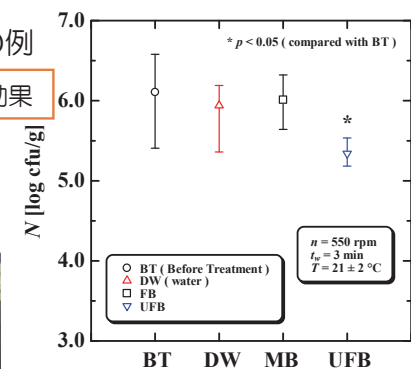 の例
効果
* p < 0.05 ( compared with BT )
7.0
6.0
5.0
4.0
3.0
N [log cfu/g]
*
BT ( Before Treatment )
DW ( water )
FB
UFB
n = 550 rpm
tw = 3 min
T = 21 ± 2 °C
BT DW MB UFB